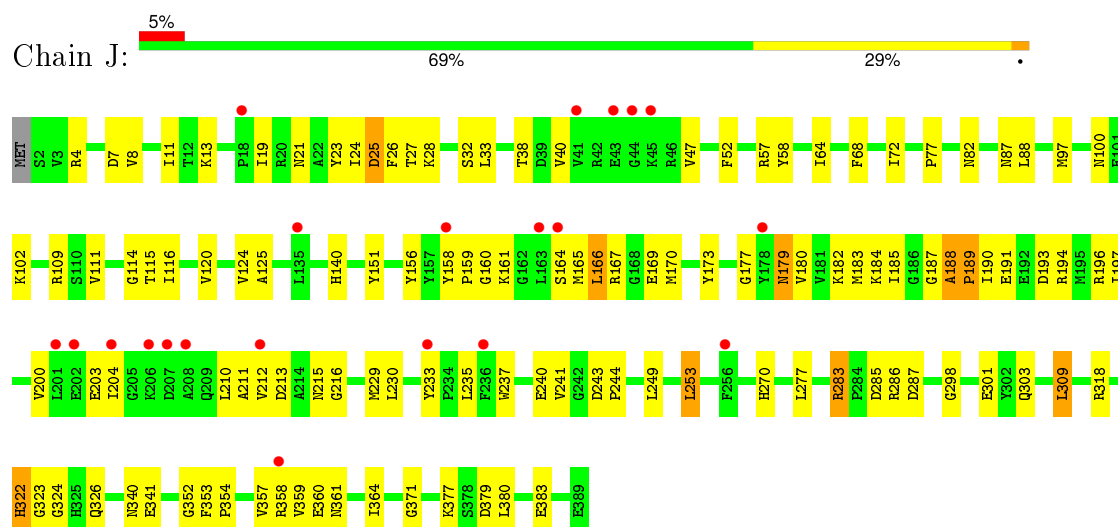 5%
Chain J:
69% 29% •
MET S2 V3 R4 D7 V8 I11 T12 K13 P18 I19 R20 N21 A22 Y23 I24 D25 F26 T27 K28 S32 L33 T38 D39 V40 V41 R42 E43 G44 K45 R46 V47 F52 R57 Y58 I64 F68 I72 P77 N82 N87 L88 M97 N100 E101
K102 R109 S110 V111 G114 T115 I116 V120 V124 A125 L135 H140 Y151 Y156 Y157 Y158 P159 G160 K161 G162 L163 S164 M165 L166 R167 G168 E169 M170 Y173 G177 Y178 N179 V180 V181 K182 M183 K184 I185 G186 G187 A188 P189 I190 E191 E192 D193 R194 M195 R196 I197
V200 L201 E202 E203 I204 G205 K206 D207 A208 Q209 L210 A211 V212 D213 A214 N215 G216 M229 L230 Y233 P234 L235 F236 W237 E240 V241 G242 D243 P244 L249 L253 F256 H270 L277 R283 P284 D285 R286 D287 G298 E301 Y302 Q303 L309 R318
H322 G323 G324 H325 Q326 N340 E341 G352 F353 P354 V357 R358 V359 E360 N361 I364 G371 K377 S378 D379 L380 E383 E389